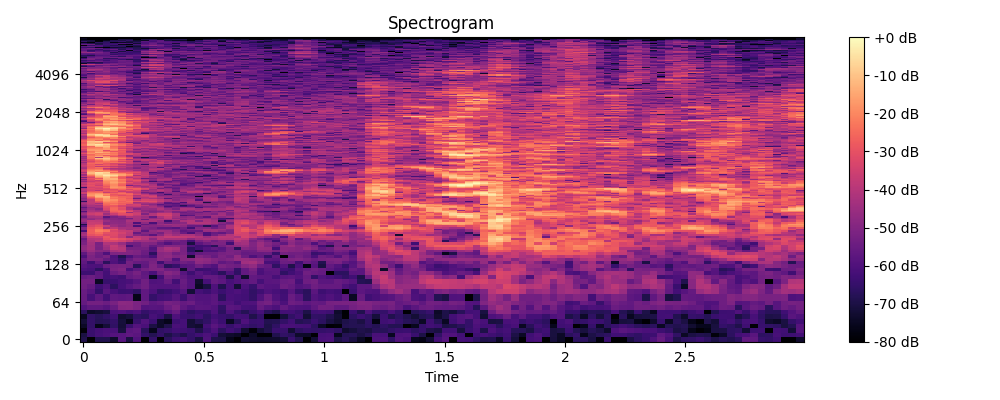 Spectrogram
+0 dB
4096
-10 dB
2048
-20 dB
1024
-30 dB
Hz
512
-40 dB
256
-50 dB
128
-60 dB
64
-70 dB
0
-80 dB
0 0.5 1 1.5 2 2.5
Time